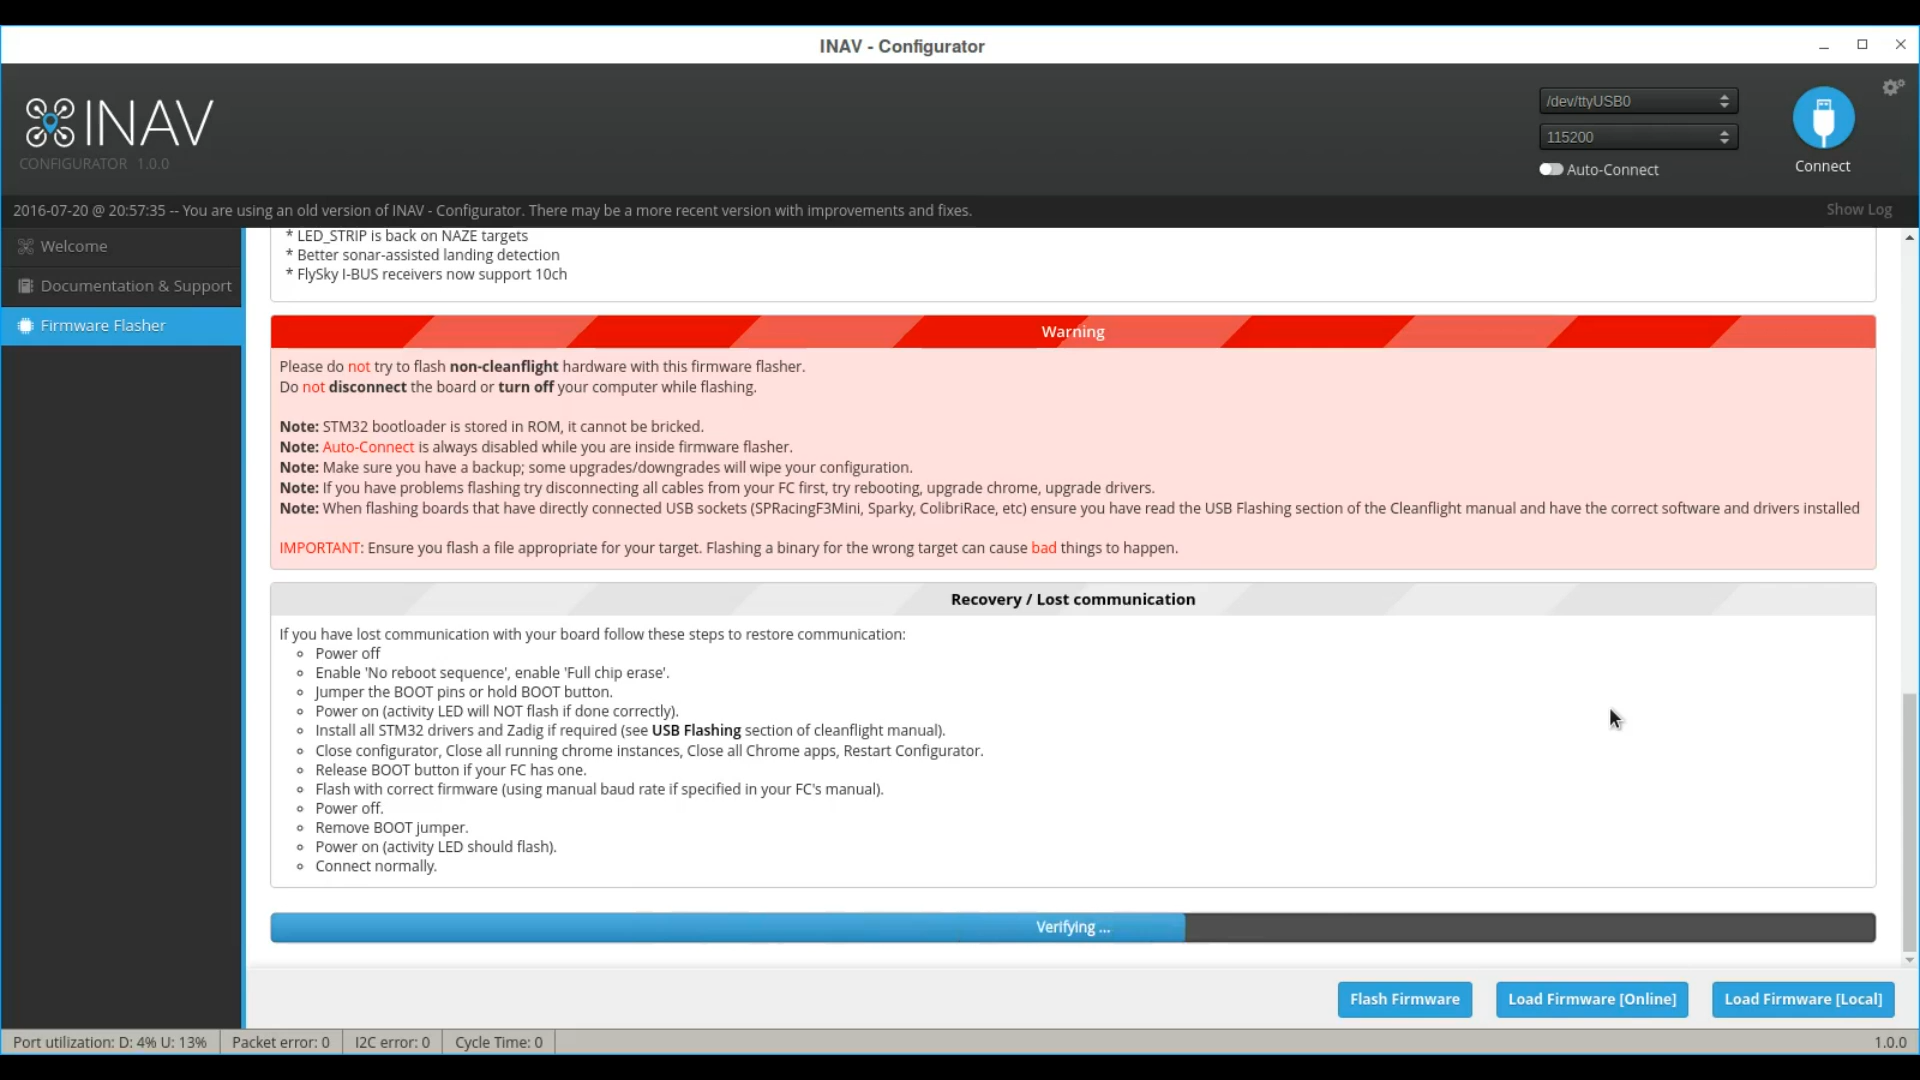 INAV - Configurator
INAV
CONFIGURATOR 1.0.0
/dev/ttyUSB0
115200
Auto-Connect
Connect
2016-07-20 @ 20:57:35 -- You are using an old version of INAV - Configurator. There may be a more recent version with improvements and fixes.
Show Log
Welcome
Documentation & Support
Firmware Flasher
* LED_STRIP is back on NAZE targets
* Better sonar-assisted landing detection
* FlySky I-BUS receivers now support 10ch
Warning
Please do not try to flash non-cleanflight hardware with this firmware flasher.
Do not disconnect the board or turn off your computer while flashing.
Note: STM32 bootloader is stored in ROM, it cannot be bricked.
Note: Auto-Connect is always disabled while you are inside firmware flasher.
Note: Make sure you have a backup; some upgrades/downgrades will wipe your configuration.
Note: If you have problems flashing try disconnecting all cables from your FC first, try rebooting, upgrade chrome, upgrade drivers.
Note: When flashing boards that have directly connected USB sockets (SPRacingF3Mini, Sparky, ColibriRace, etc) ensure you have read the USB Flashing section of the Cleanflight manual and have the correct software and drivers installed
IMPORTANT: Ensure you flash a file appropriate for your target. Flashing a binary for the wrong target can cause bad things to happen.
Recovery / Lost communication
If you have lost communication with your board follow these steps to restore communication:
Power off
Enable 'No reboot sequence', enable 'Full chip erase'.
Jumper the BOOT pins or hold BOOT button.
Power on (activity LED will NOT flash if done correctly).
Install all STM32 drivers and Zadig if required (see USB Flashing section of cleanflight manual).
Close configurator, Close all running chrome instances, Close all Chrome apps, Restart Configurator.
Release BOOT button if your FC has one.
Flash with correct firmware (using manual baud rate if specified in your FC's manual).
Power off.
Remove BOOT jumper.
Power on (activity LED should flash).
Connect normally.
Verifying ...
Flash Firmware
Load Firmware [Online]
Load Firmware [Local]
Port utilization: D: 4% U: 13%
Packet error: 0
I2C error: 0
Cycle Time: 0
1.0.0